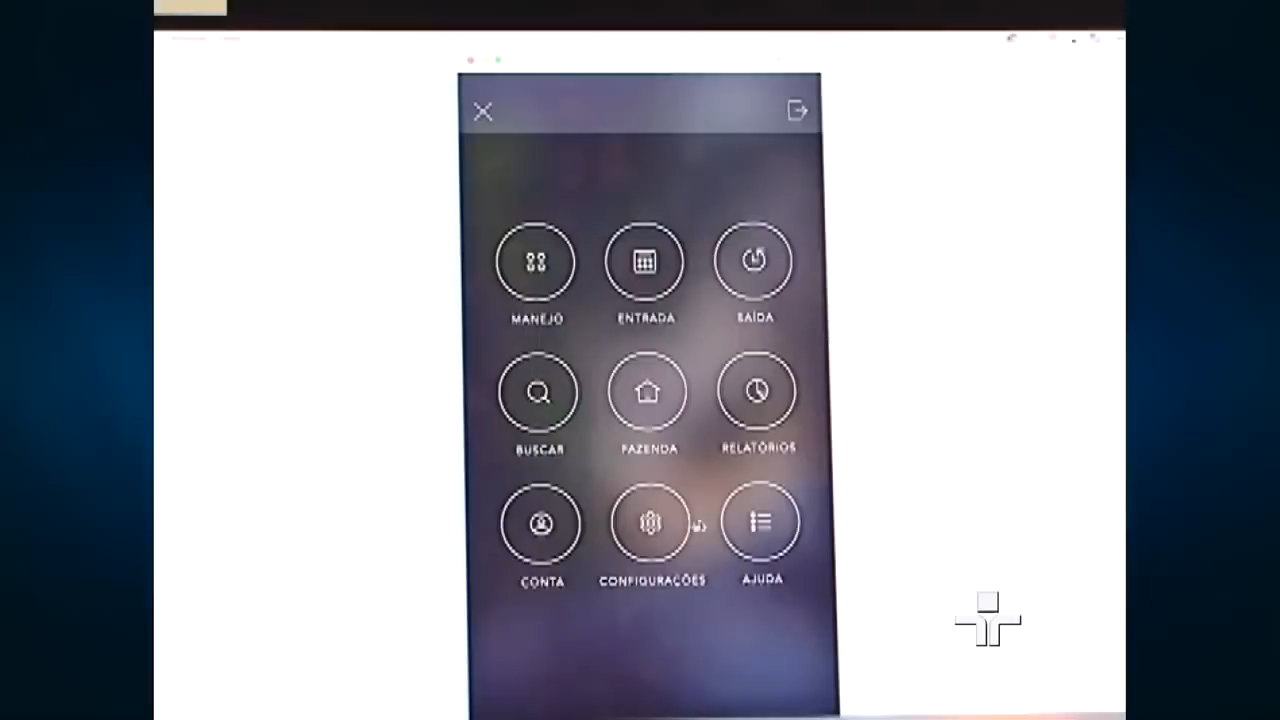 MANEJO ENTRADA SAÍDA
BUSCAR FAZENDA RELATÓRIOS
CONTA CONFIGURAÇÕES AJUDA